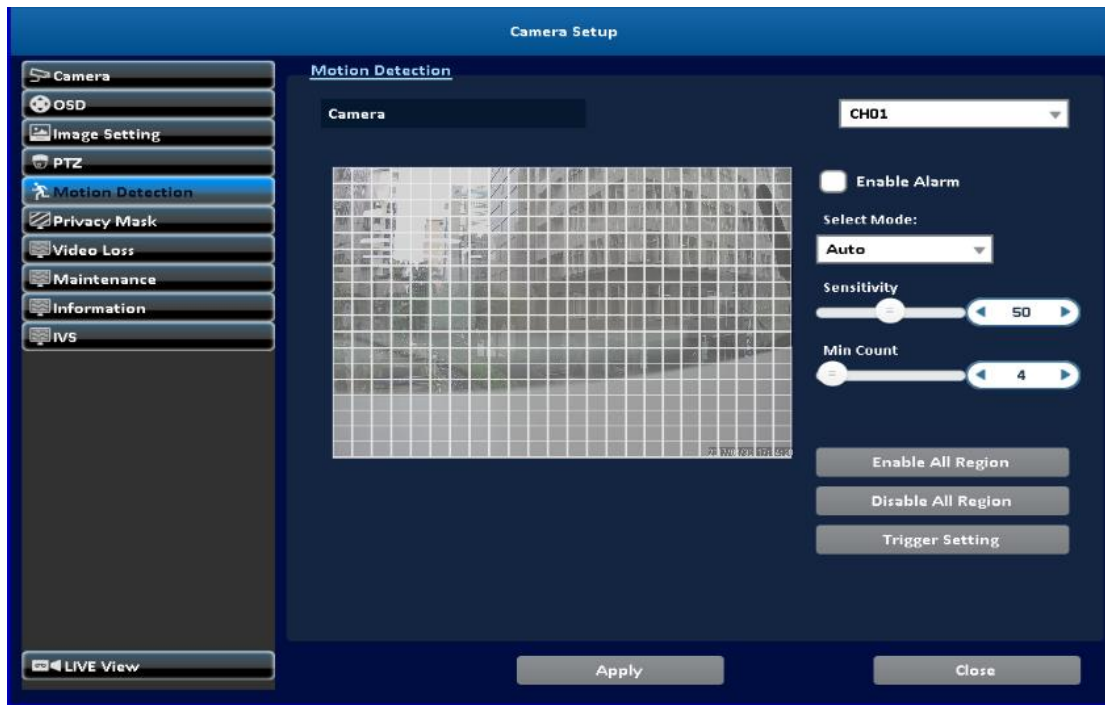 Camera Setup
Camera
OSD
Image Setting
PTZ
Motion Detection
Privacy Mask
Video Loss
Maintenance
Information
IVS
LIVE View
Motion Detection
Camera
CH01
Enable Alarm
Select Mode:
Auto
Sensitivity
50
Min Count
4
Enable All Region
Disable All Region
Trigger Setting
Apply
Close